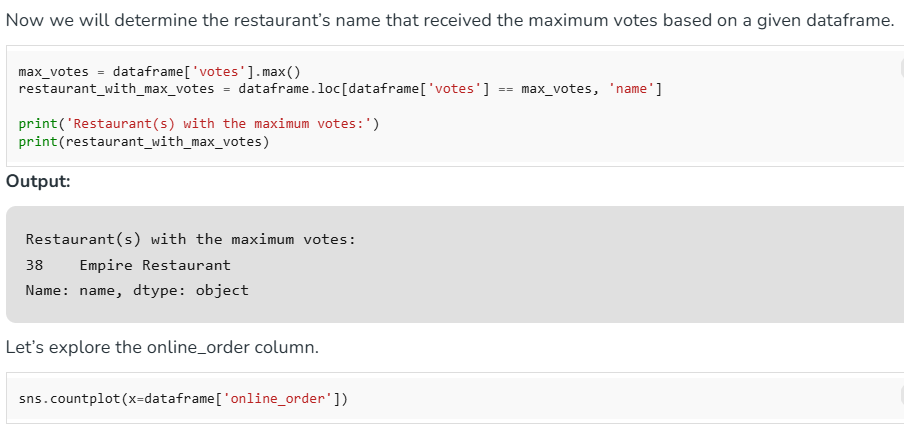 Now we will determine the restaurant’s name that received the maximum votes based on a given dataframe.
max_votes = dataframe['votes'].max()
restaurant_with_max_votes = dataframe.loc[dataframe['votes'] == max_votes, 'name']
print('Restaurant(s) with the maximum votes:')
print(restaurant_with_max_votes)
Output:
Restaurant(s) with the maximum votes:
38    Empire Restaurant
Name: name, dtype: object
Let’s explore the online_order column.
sns.countplot(x=dataframe['online_order'])